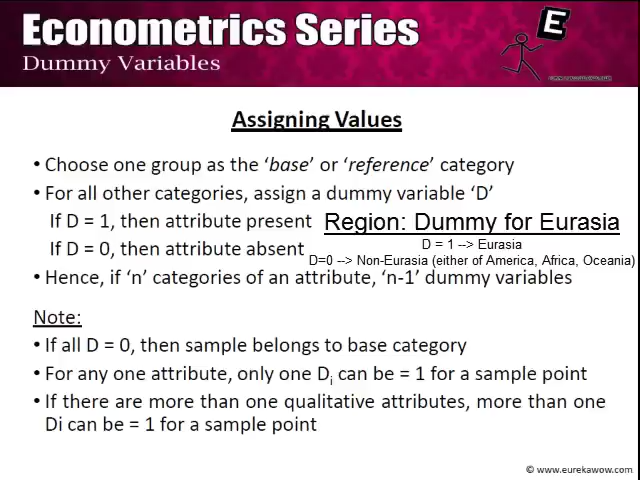 Econometrics Series
Dummy Variables
E
Assigning Values
• Choose one group as the ‘base’ or ‘reference’ category
• For all other categories, assign a dummy variable ‘D’
If D = 1, then attribute present
Region: Dummy for Eurasia
D = 1 --> Eurasia
If D = 0, then attribute absent
D=0 --> Non-Eurasia (either of America, Africa, Oceania)
• Hence, if ‘n’ categories of an attribute, ‘n-1’ dummy variables
Note:
• If all D = 0, then sample belongs to base category
• For any one attribute, only one Di can be = 1 for a sample point
• If there are more than one qualitative attributes, more than one
Di can be = 1 for a sample point
© www.eurekawow.com